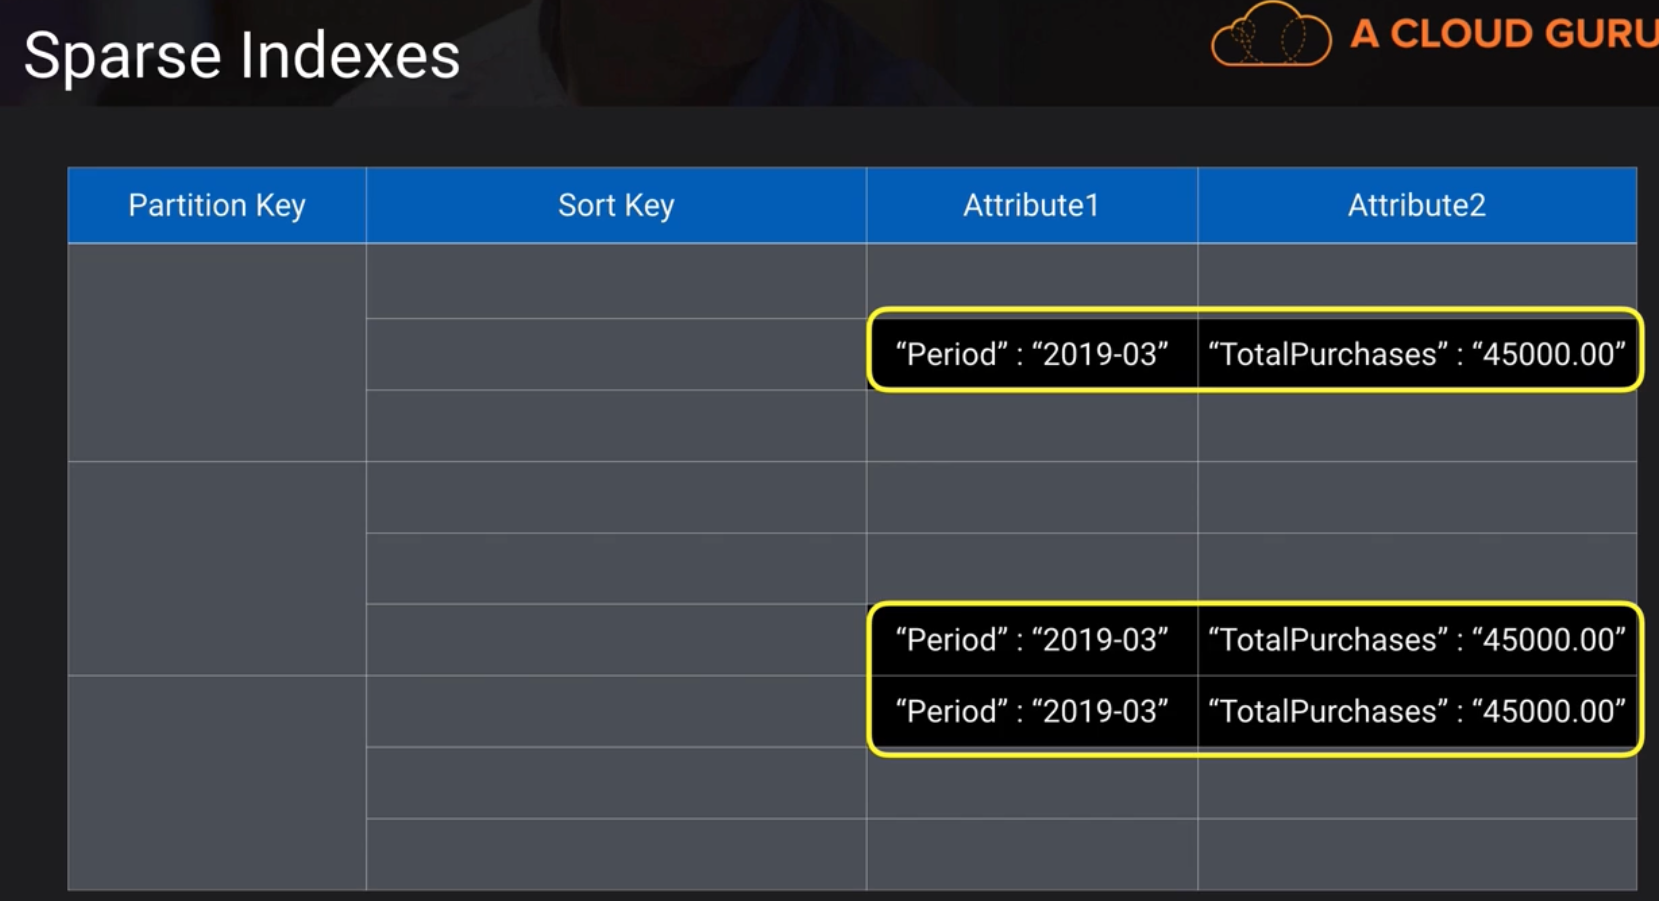 Sparse Indexes
A CLOUD GURU
Partition Key Sort Key Attribute1 Attribute2
“Period” : “2019-03” “TotalPurchases” : “45000.00”
“Period” : “2019-03” “TotalPurchases” : “45000.00”
“Period” : “2019-03” “TotalPurchases” : “45000.00”